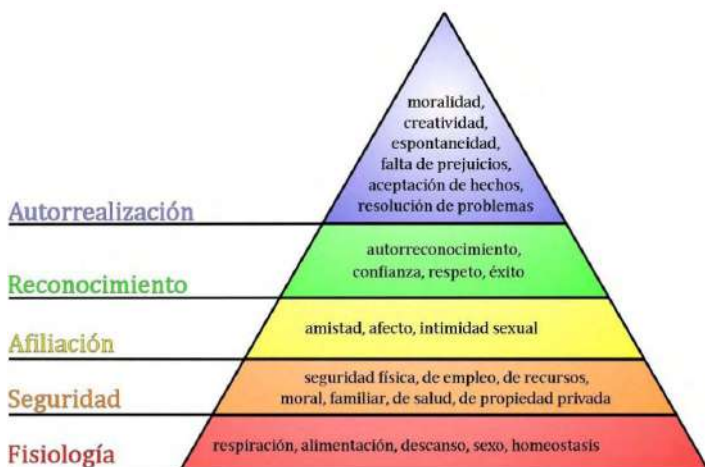 moralidad,
creatividad,
espontaneidad,
falta de prejuicios,
aceptación de hechos,
resolución de problemas
Autorrealización
autorreconocimiento,
confianza, respeto, éxito
Reconocimiento
amistad, afecto, intimidad sexual
Afiliación
seguridad física, de empleo, de recursos,
moral, familiar, de salud, de propiedad privada
Seguridad
respiración, alimentación, descanso, sexo, homeostasis
Fisiología